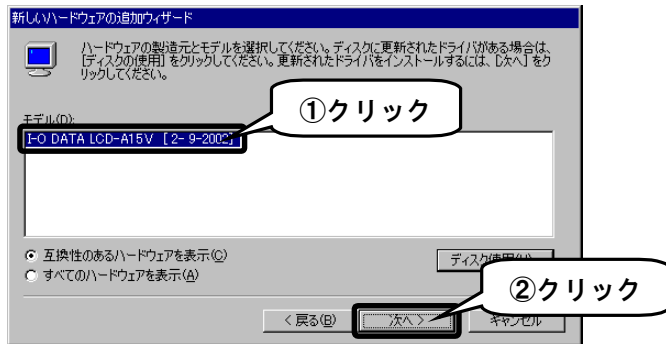 新しいハードウェアの追加ウィザード
ハードウェアの製造元とモデルを選択してください。ディスクに更新されたドライバがある場合は、
[ディスクの使用] をクリックしてください。更新されたドライバをインストールするには、[次へ] をク
リックしてください。
①クリック
モデル(D):
I-O DATA LCD-A15V [ 2- 9-2002]
互換性のあるハードウェアを表示(C)
すべてのハードウェアを表示(A)
②クリック
< 戻る(B)
次へ >
キャンセル